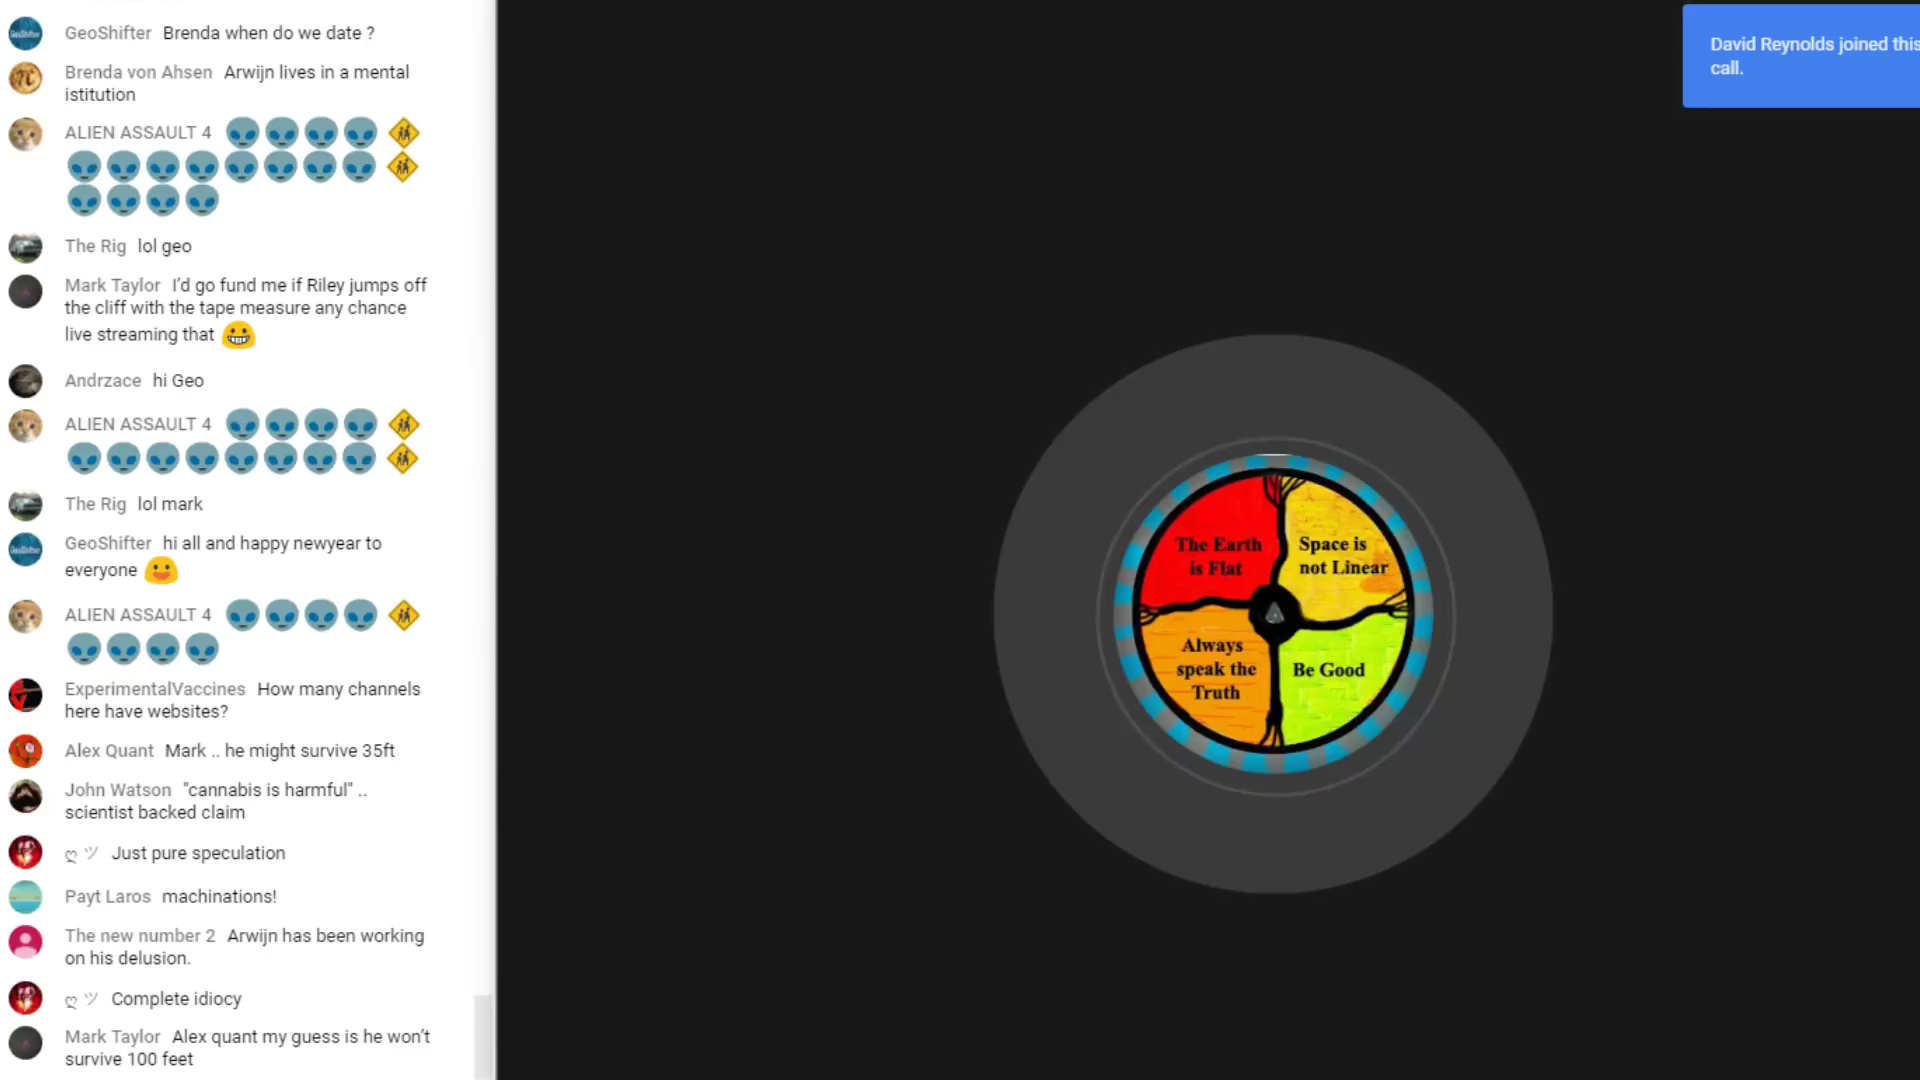 GeoShifter Brenda when do we date ?
Brenda von Ahsen Arwijn lives in a mental
istitution
ALIEN ASSAULT 4
The Rig lol geo
Mark Taylor I'd go fund me if Riley jumps off
the cliff with the tape measure any chance
live streaming that
Andrzace hi Geo
ALIEN ASSAULT 4
The Rig lol mark
GeoShifter hi all and happy newyear to
everyone
ALIEN ASSAULT 4
ExperimentalVaccines How many channels
here have websites?
Alex Quant Mark .. he might survive 35ft
John Watson "cannabis is harmful" ..
scientist backed claim
ღ ツ Just pure speculation
Payt Laros machinations!
The new number 2 Arwijn has been working
on his delusion.
ღ ツ Complete idiocy
Mark Taylor Alex quant my guess is he won't
survive 100 feet
David Reynolds joined this
call.
The Earth
is Flat
Space is
not Linear
Always
speak the
Truth
Be Good